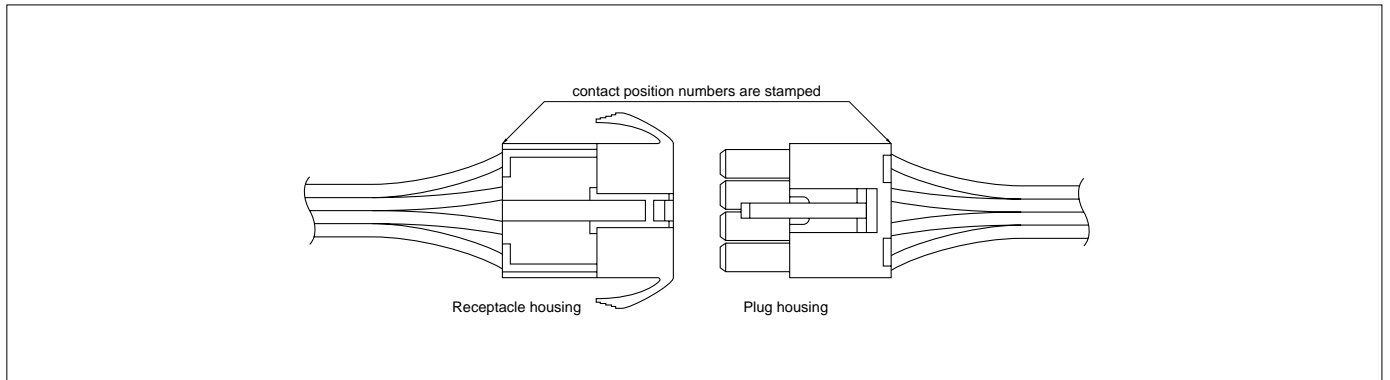 contact position numbers are stamped
Receptacle housing
Plug housing